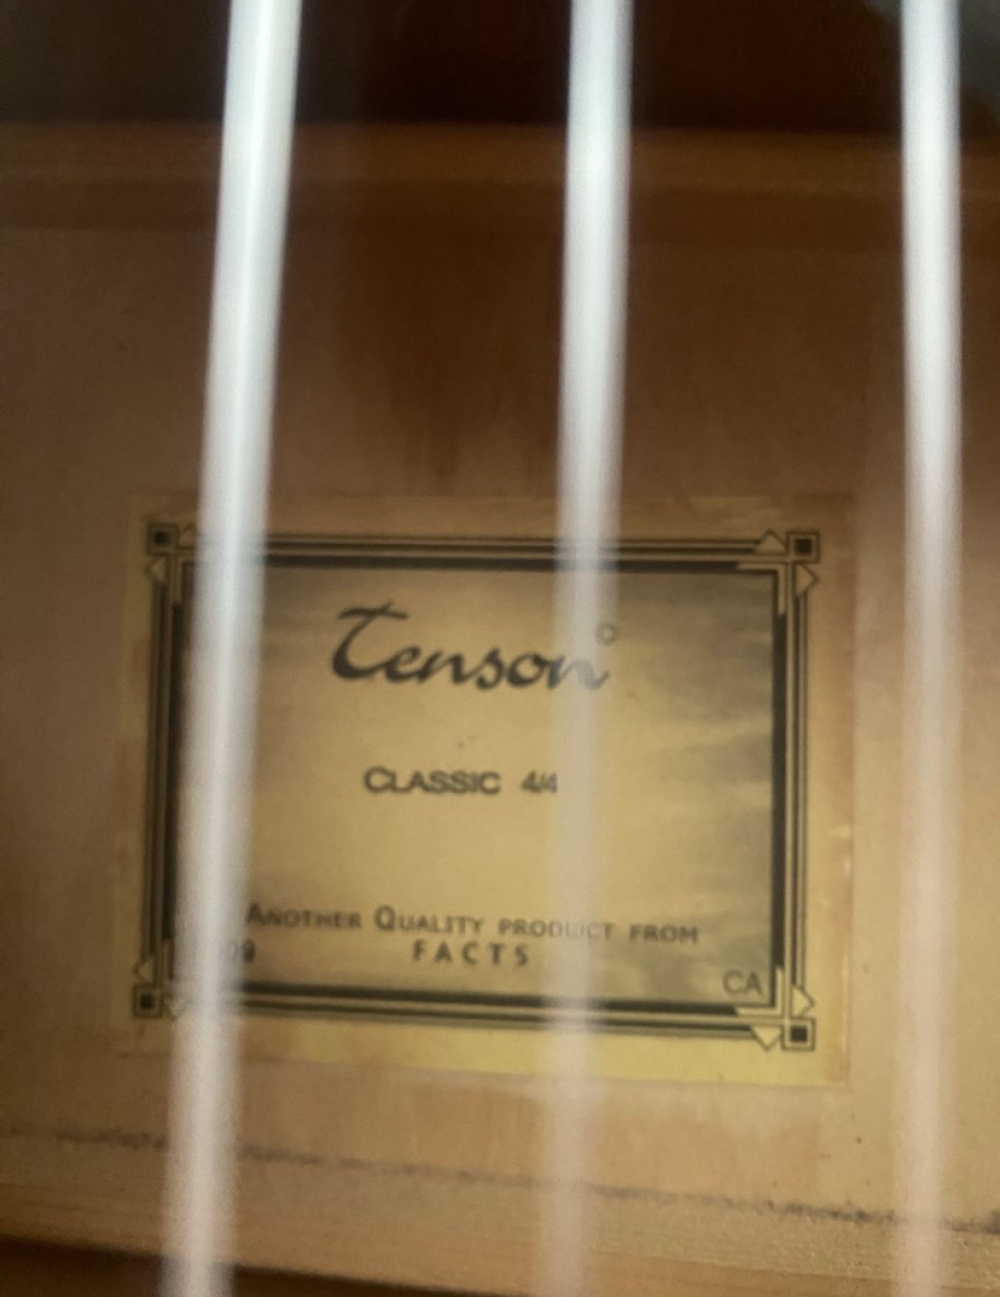 Tenson
CLASSIC 4/4
ANOTHER QUALITY PRODUCT FROM
FACTS
CA